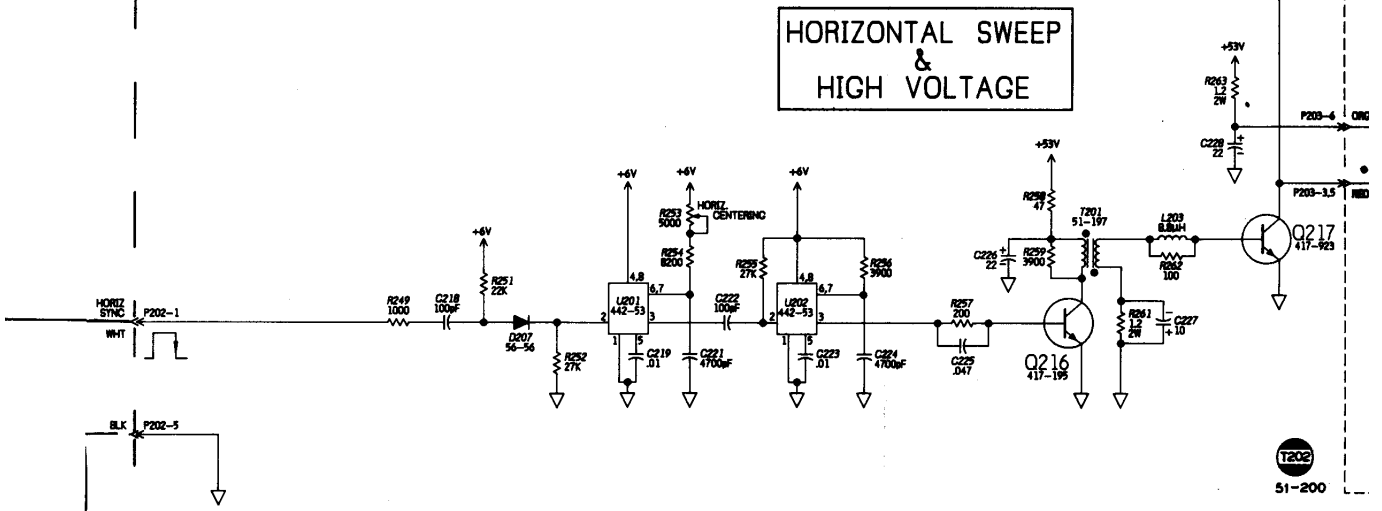 HORIZONTAL SWEEP
&
HIGH VOLTAGE
+53V
R263
1.2
2W
C228
22
P203-6
P203-3,5
+53V
R258
47
T201
51-197
C226
22
R259
3900
L203
8.8uH
R262
100
Q217
417-923
+6V
+6V
+6V
+6V
R253
5000
HORIZ.
CENTERING
R254
8200
R255
27K
R256
3900
R251
22K
4,8
6,7
U201
442-53
2
3
1
5
4,8
6,7
U202
442-53
2
3
1
5
HORIZ
SYNC
P202-1
WHT
R249
1000
C218
100pF
D207
56-56
R252
27K
C219
.01
C221
4700pF
C222
100pF
C223
.01
C224
4700pF
R257
200
C225
.047
Q216
417-195
R261
1.2
2W
C227
10
BLK
P202-5
T202
51-200